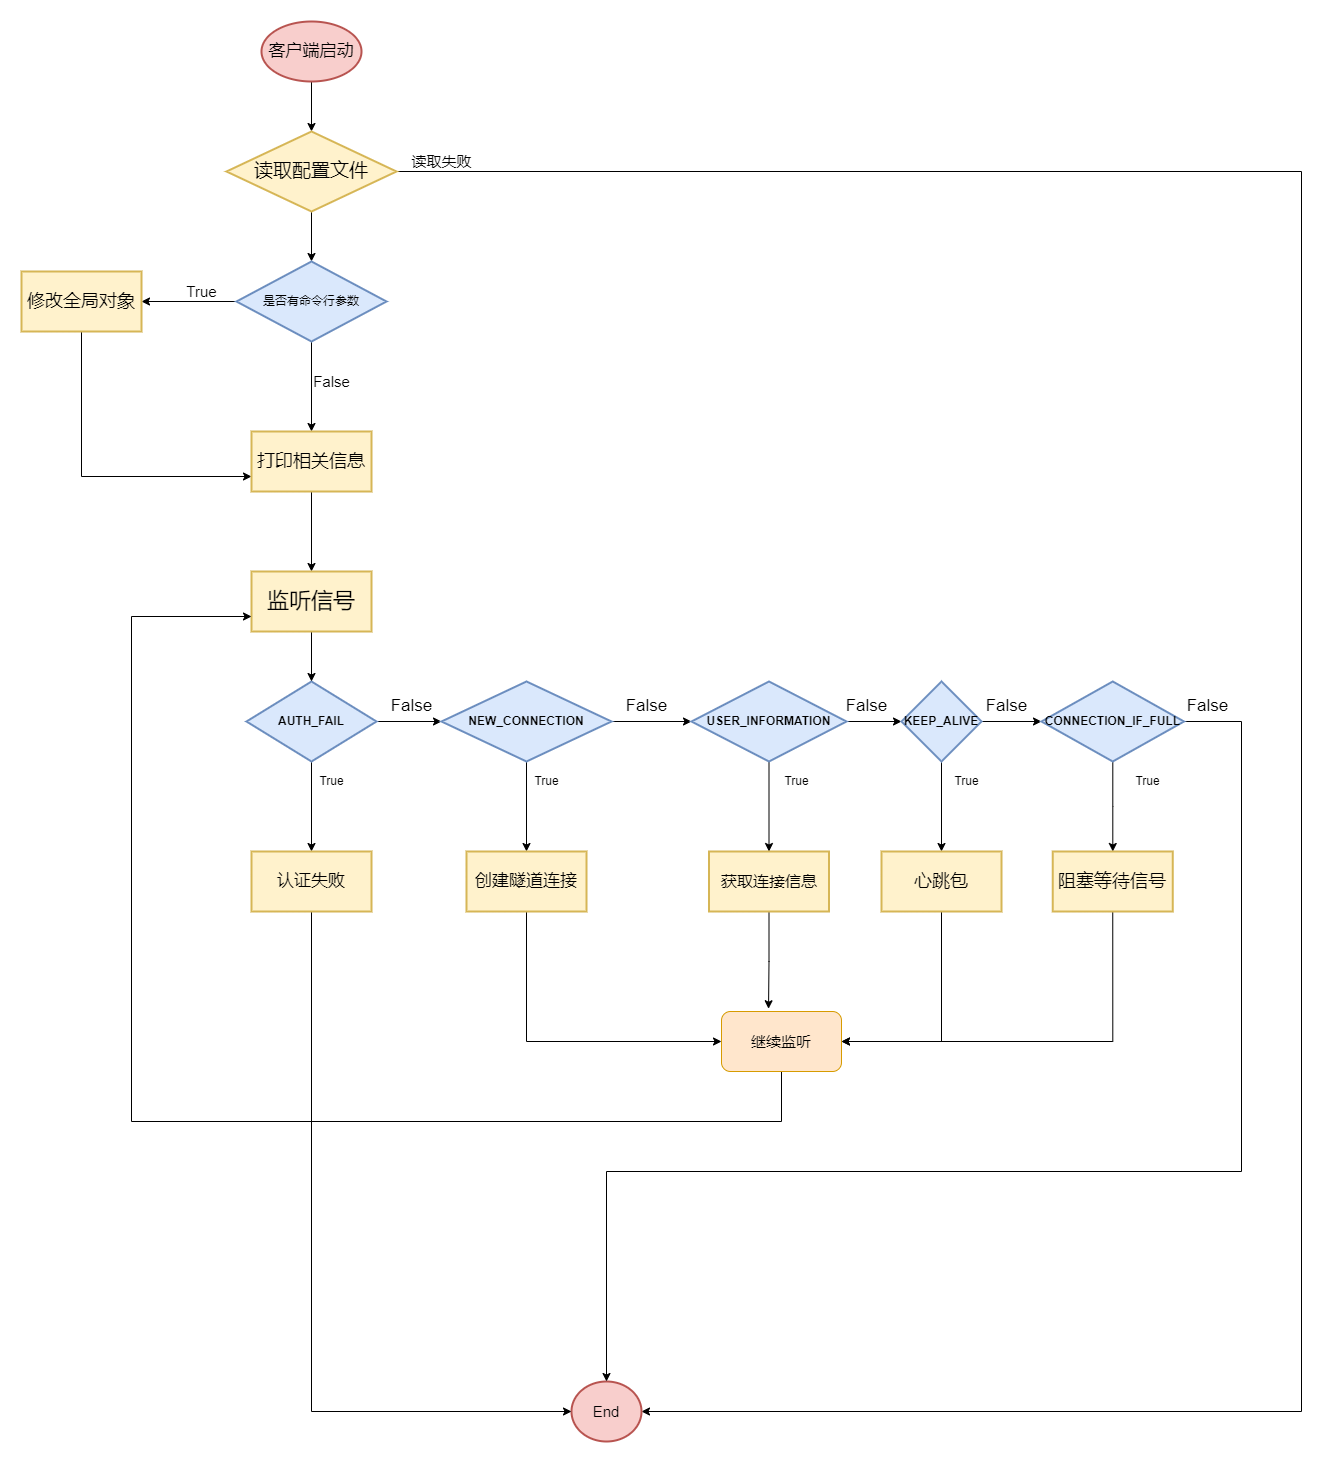 客户端启动
读取配置文件
读取失败
修改全局对象
True
是否有命令行参数
False
打印相关信息
监听信号
AUTH_FAIL
False
NEW_CONNECTION
False
USER_INFORMATION
False
KEEP_ALIVE
False
CONNECTION_IF_FULL
False
True
True
True
True
True
认证失败
创建隧道连接
获取连接信息
心跳包
阻塞等待信号
继续监听
End